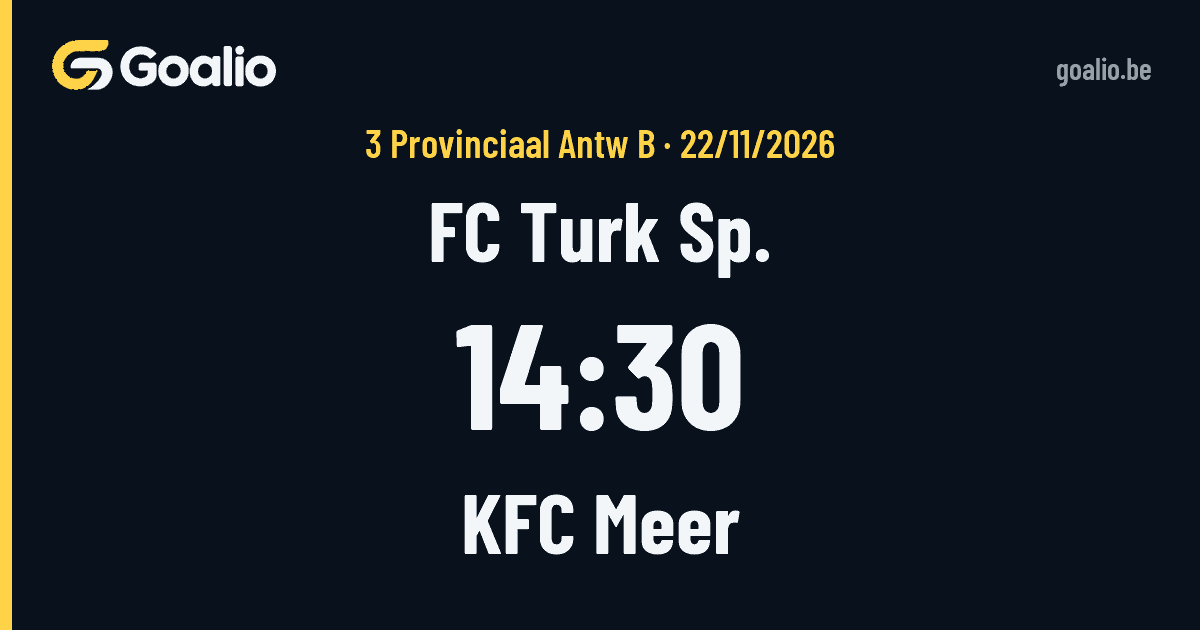 Goalio
goalio.be
3 Provinciaal Antw B · 22/11/2026
FC Turk Sp.
14:30
KFC Meer